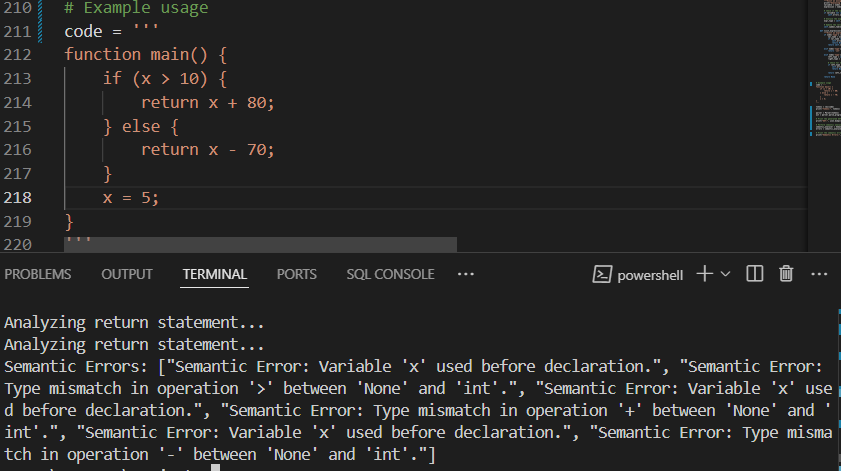 210 # Example usage
211 code = '''
212 function main() {
213 if (x > 10) {
214 return x + 80;
215 } else {
216 return x - 70;
217 }
218 x = 5;
219 }
220 '''
PROBLEMS OUTPUT TERMINAL PORTS SQL CONSOLE ··· powershell ···
Analyzing return statement...
Analyzing return statement...
Semantic Errors: ["Semantic Error: Variable 'x' used before declaration.", "Semantic Error:
Type mismatch in operation '>' between 'None' and 'int'.", "Semantic Error: Variable 'x' use
d before declaration.", "Semantic Error: Type mismatch in operation '+' between 'None' and '
int'.", "Semantic Error: Variable 'x' used before declaration.", "Semantic Error: Type misma
tch in operation '-' between 'None' and 'int'."]